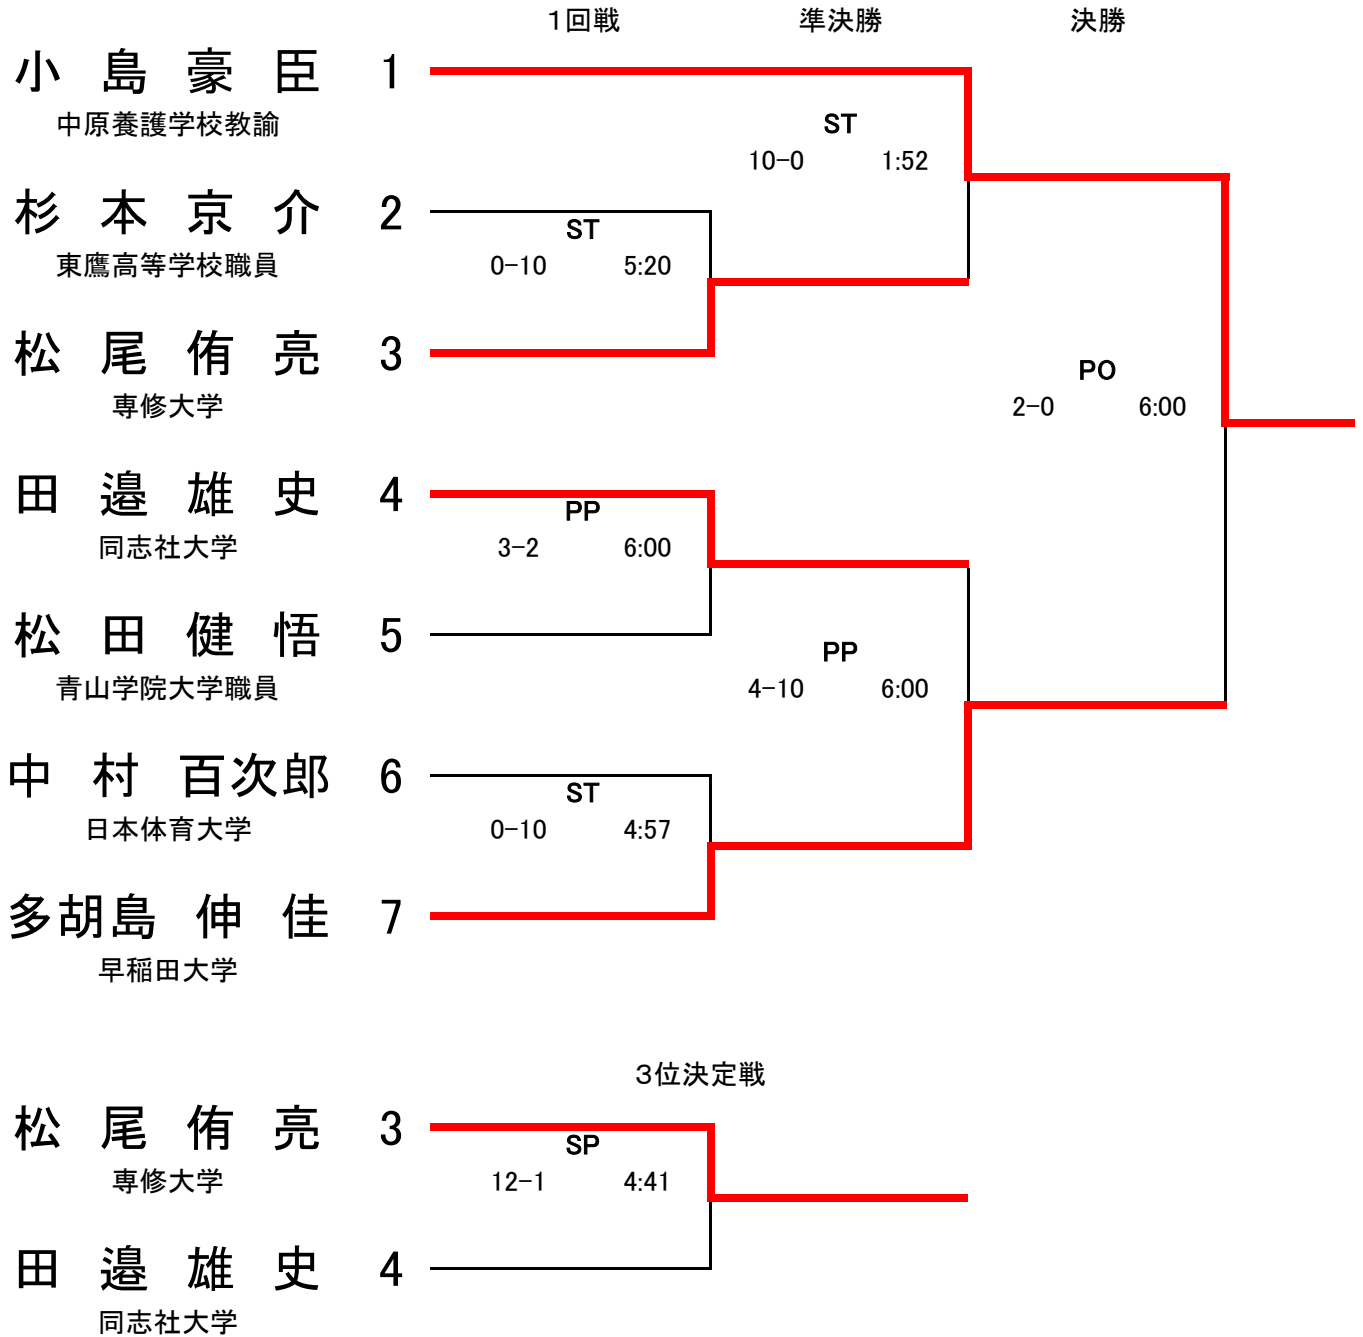 １回戦 準決勝 決勝
小 島 豪 臣 1
中原養護学校教諭
ST
10-0 1:52
杉 本 京 介 2
東鷹高等学校職員
ST
0-10 5:20
松 尾 侑 亮 3
専修大学
PO
2-0 6:00
田 邉 雄 史 4
同志社大学
PP
3-2 6:00
松 田 健 悟 5
青山学院大学職員
PP
4-10 6:00
中 村 百次郎 6
日本体育大学
ST
0-10 4:57
多胡島 伸 佳 7
早稲田大学
３位決定戦
松 尾 侑 亮 3
専修大学
SP
12-1 4:41
田 邉 雄 史 4
同志社大学